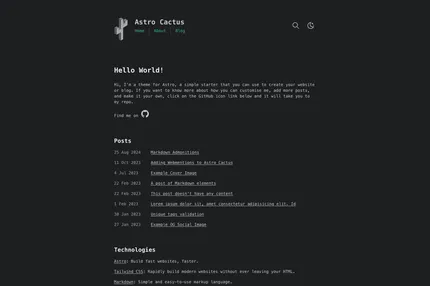 Astro Cactus
Home About Blog
Hello World!
Hi, I'm a theme for Astro, a simple starter that you can use to create your website
or blog. If you want to know more about how you can customise me, add more posts,
and make it your own, click on the GitHub icon link below and it will take you to
my repo.
Find me on
Posts
25 Aug 2024 Markdown Admonitions
11 Oct 2023 Adding Webmentions to Astro Cactus
4 Jul 2023 Example Cover Image
22 Feb 2023 A post of Markdown elements
22 Feb 2023 This post doesn't have any content
1 Feb 2023 Lorem ipsum dolor sit, amet consectetur adipisicing elit. Id
30 Jan 2023 Unique tags validation
27 Jan 2023 Example OG Social Image
Technologies
Astro: Build fast websites, faster.
Tailwind CSS: Rapidly build modern websites without ever leaving your HTML.
Markdown: Simple and easy-to-use markup language.